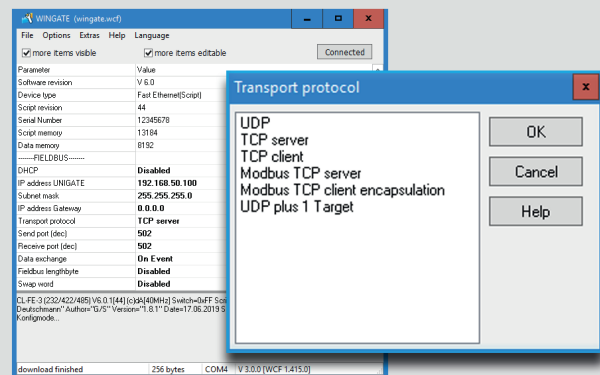 WINGATE (wingate.wcf)
File Options Extras Help Language
more items visible more items editable Connected
Parameter Value
Software revision V 6.0
Device type Fast Ethernet(Script)
Script revision 44
Serial Number 12345678
Script memory 13184
Data memory 8192
-------FIELDBUS--------
DHCP Disabled
IP address UNIGATE 192.168.50.100
Subnet mask 255.255.255.0
IP address Gateway 0.0.0.0
Transport protocol TCP server
Send port (dec) 502
Receive port (dec) 502
Data exchange On Event
Fieldbus lengthbyte Disabled
Swap word Disabled
CL-FE-3 (232/422/485) V6.0.1[44] (c)dA[40MHz] Switch=0xFF Scri
Deutschmann" Author="G/S" Version="1.8.1" Date=17.06.2019 S
Konfigmode...
download finished 256 bytes COM4 V 3.0.0 [WCF 1.415.0]
Transport protocol
UDP
TCP server
TCP client
Modbus TCP server
Modbus TCP client encapsulation
UDP plus 1 Target
OK
Cancel
Help